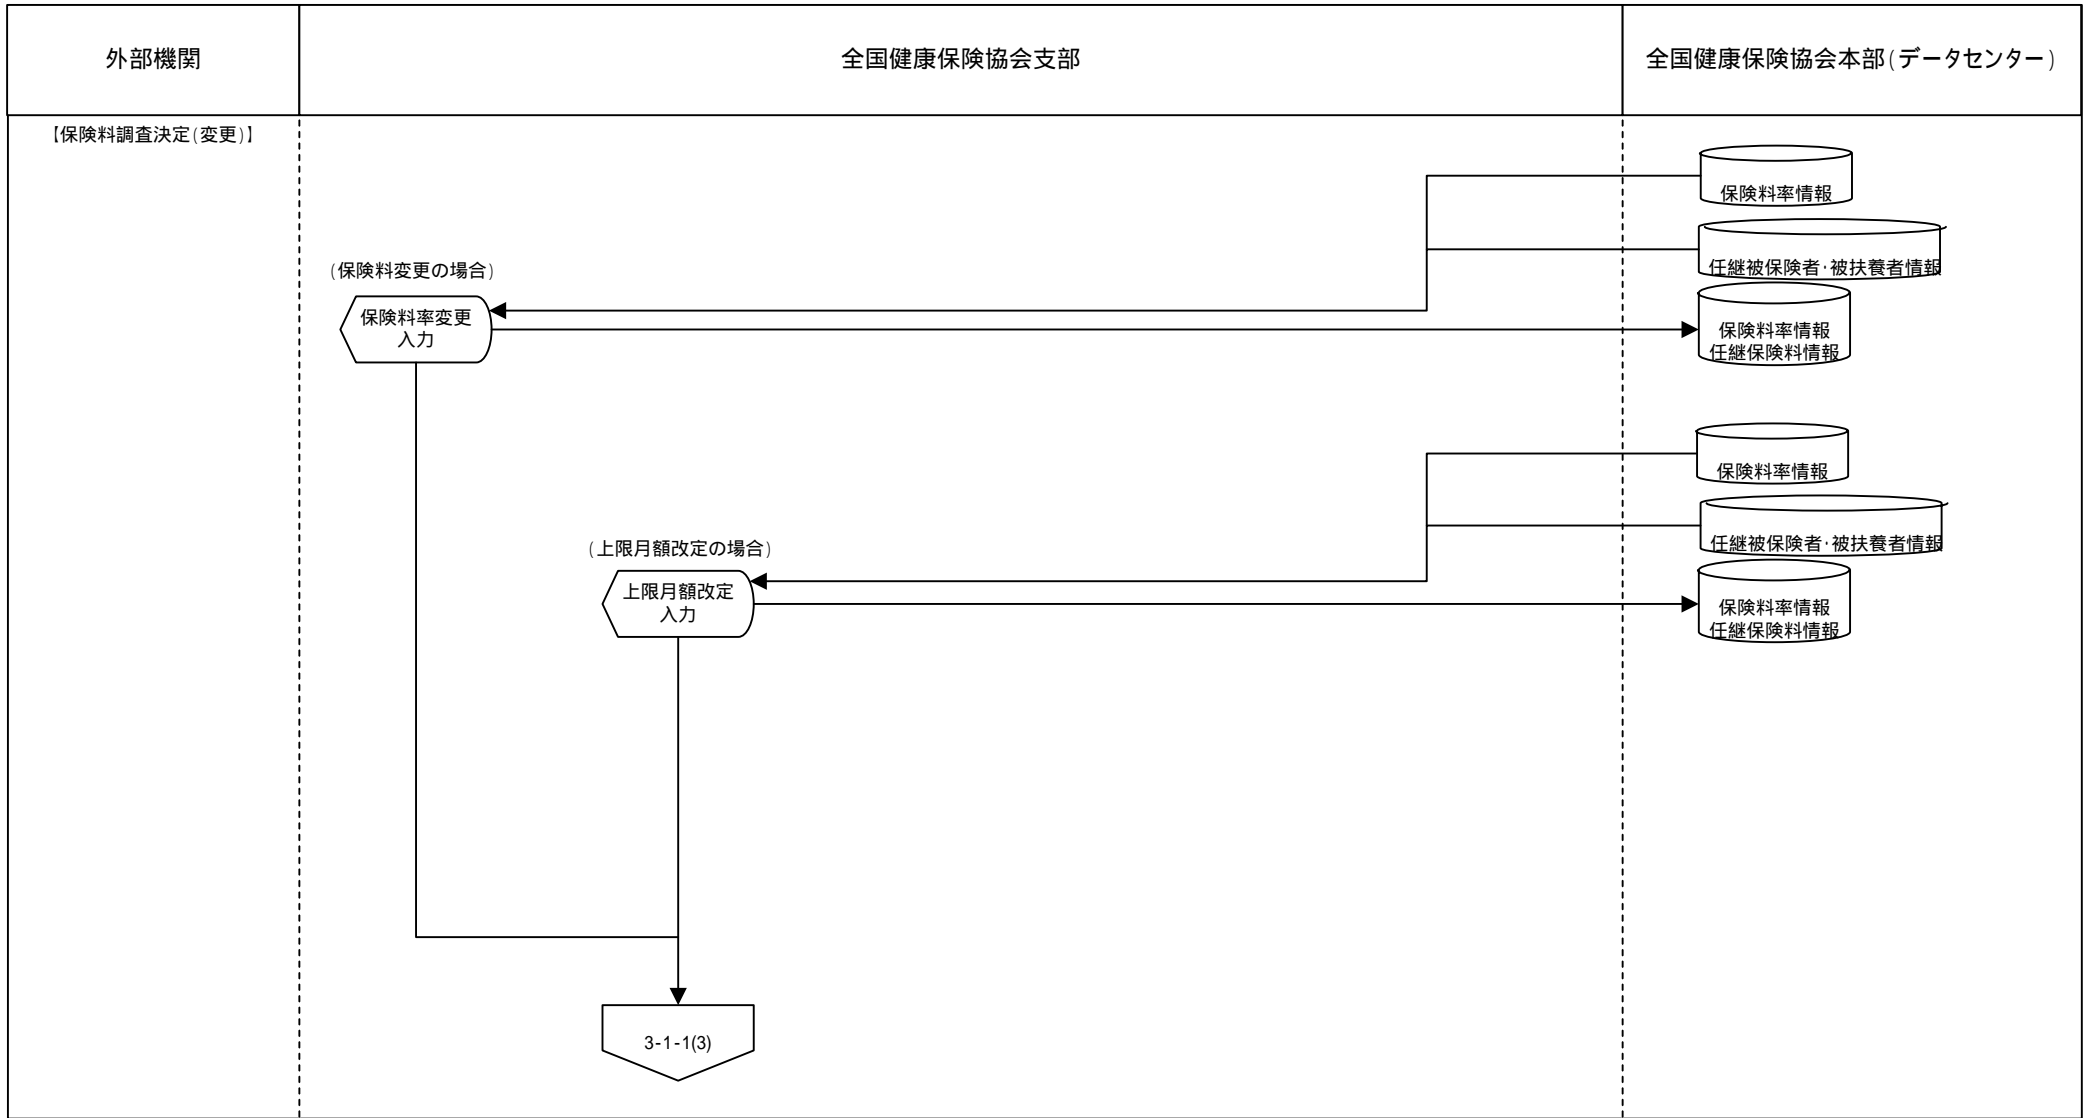 外部機関
全国健康保険協会支部
全国健康保険協会本部(データセンター)
【保険料調査決定(変更)】
保険料率情報
任継被保険者・被扶養者情報
(保険料変更の場合)
保険料率変更
入力
保険料率情報
任継保険料情報
保険料率情報
任継被保険者・被扶養者情報
(上限月額改定の場合)
上限月額改定
入力
保険料率情報
任継保険料情報
3-1-1(3)